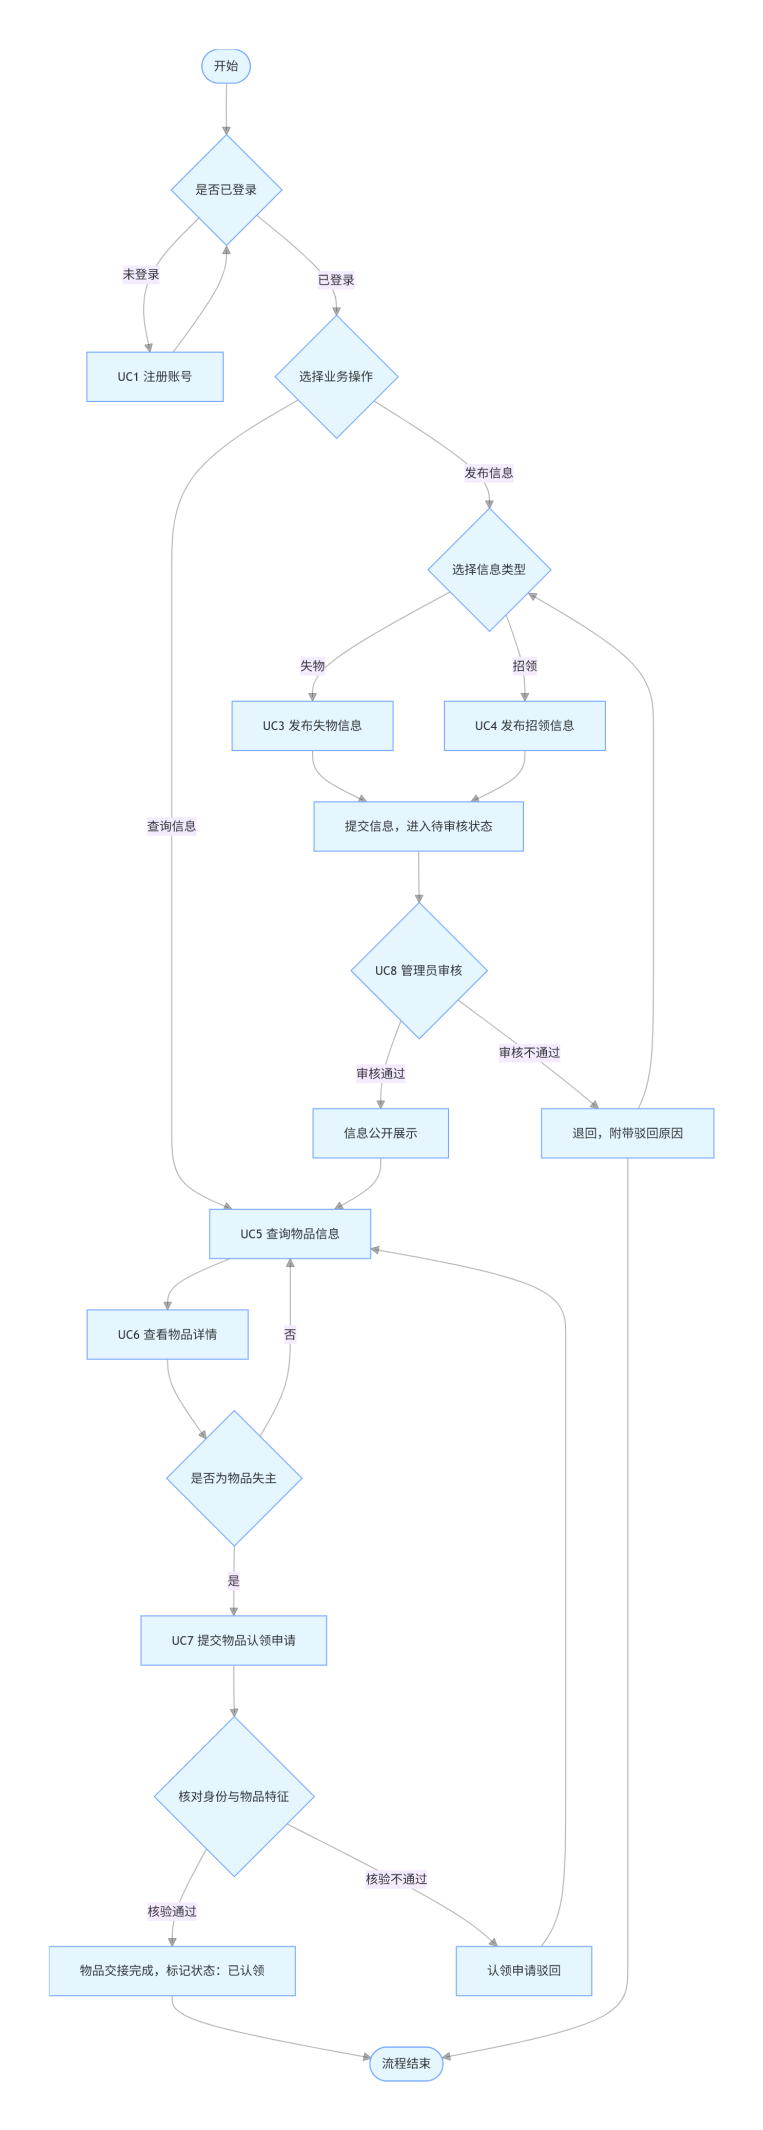 开始
是否已登录
未登录
已登录
UC1 注册账号
选择业务操作
发布信息
选择信息类型
失物
招领
UC3 发布失物信息
UC4 发布招领信息
查询信息
提交信息，进入待审核状态
UC8 管理员审核
审核不通过
审核通过
信息公开展示
退回，附带驳回原因
UC5 查询物品信息
UC6 查看物品详情
否
是否为物品失主
是
UC7 提交物品认领申请
核对身份与物品特征
核验不通过
核验通过
物品交接完成，标记状态：已认领
认领申请驳回
流程结束